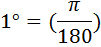 1° = (π/180)